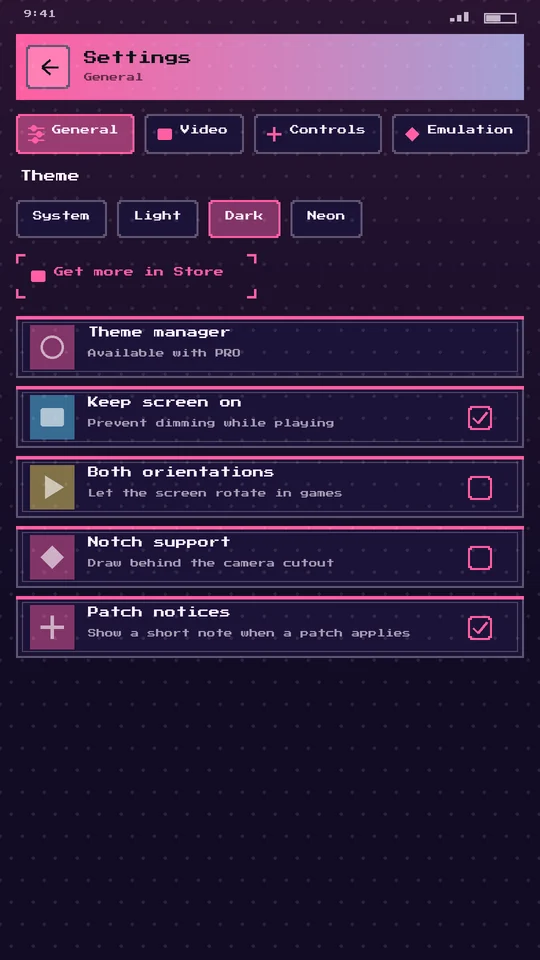 9:41
Settings
General
General
Video
Controls
Emulation
Theme
System
Light
Dark
Neon
Get more in Store
Theme manager
Available with PRO
Keep screen on
Prevent dimming while playing
Both orientations
Let the screen rotate in games
Notch support
Draw behind the camera cutout
Patch notices
Show a short note when a patch applies